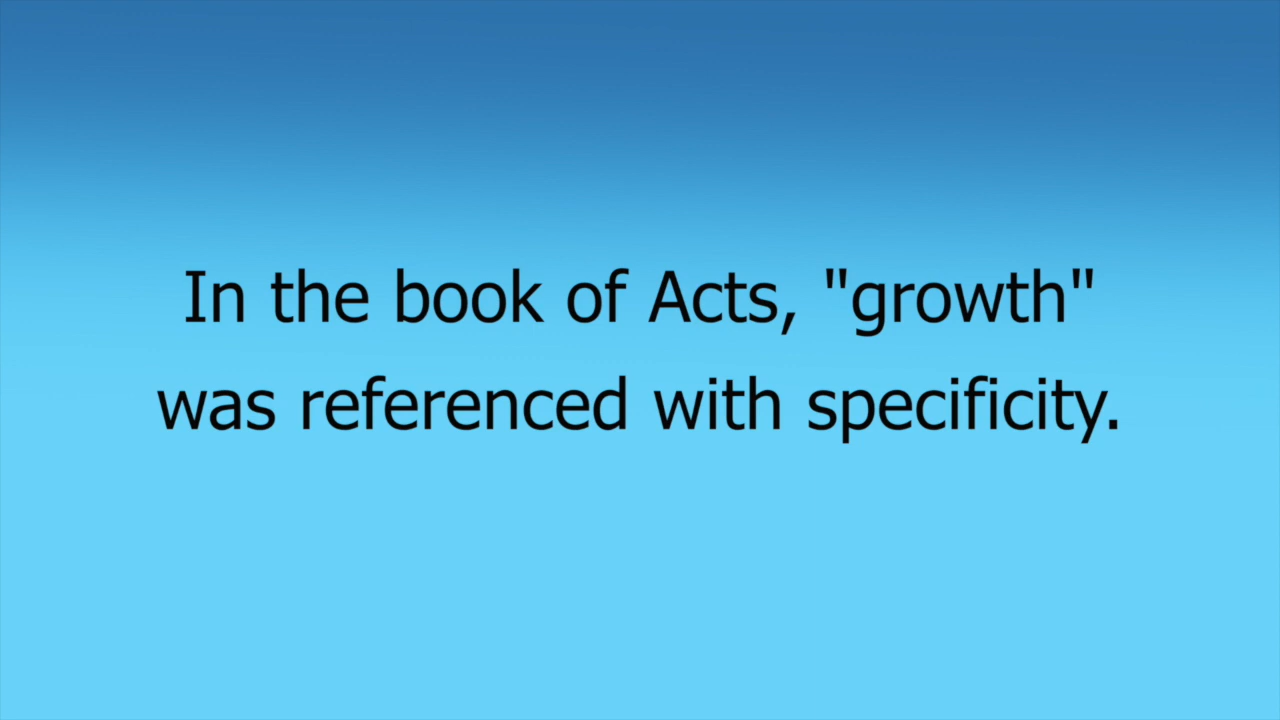 In the book of Acts, "growth"
was referenced with specificity.